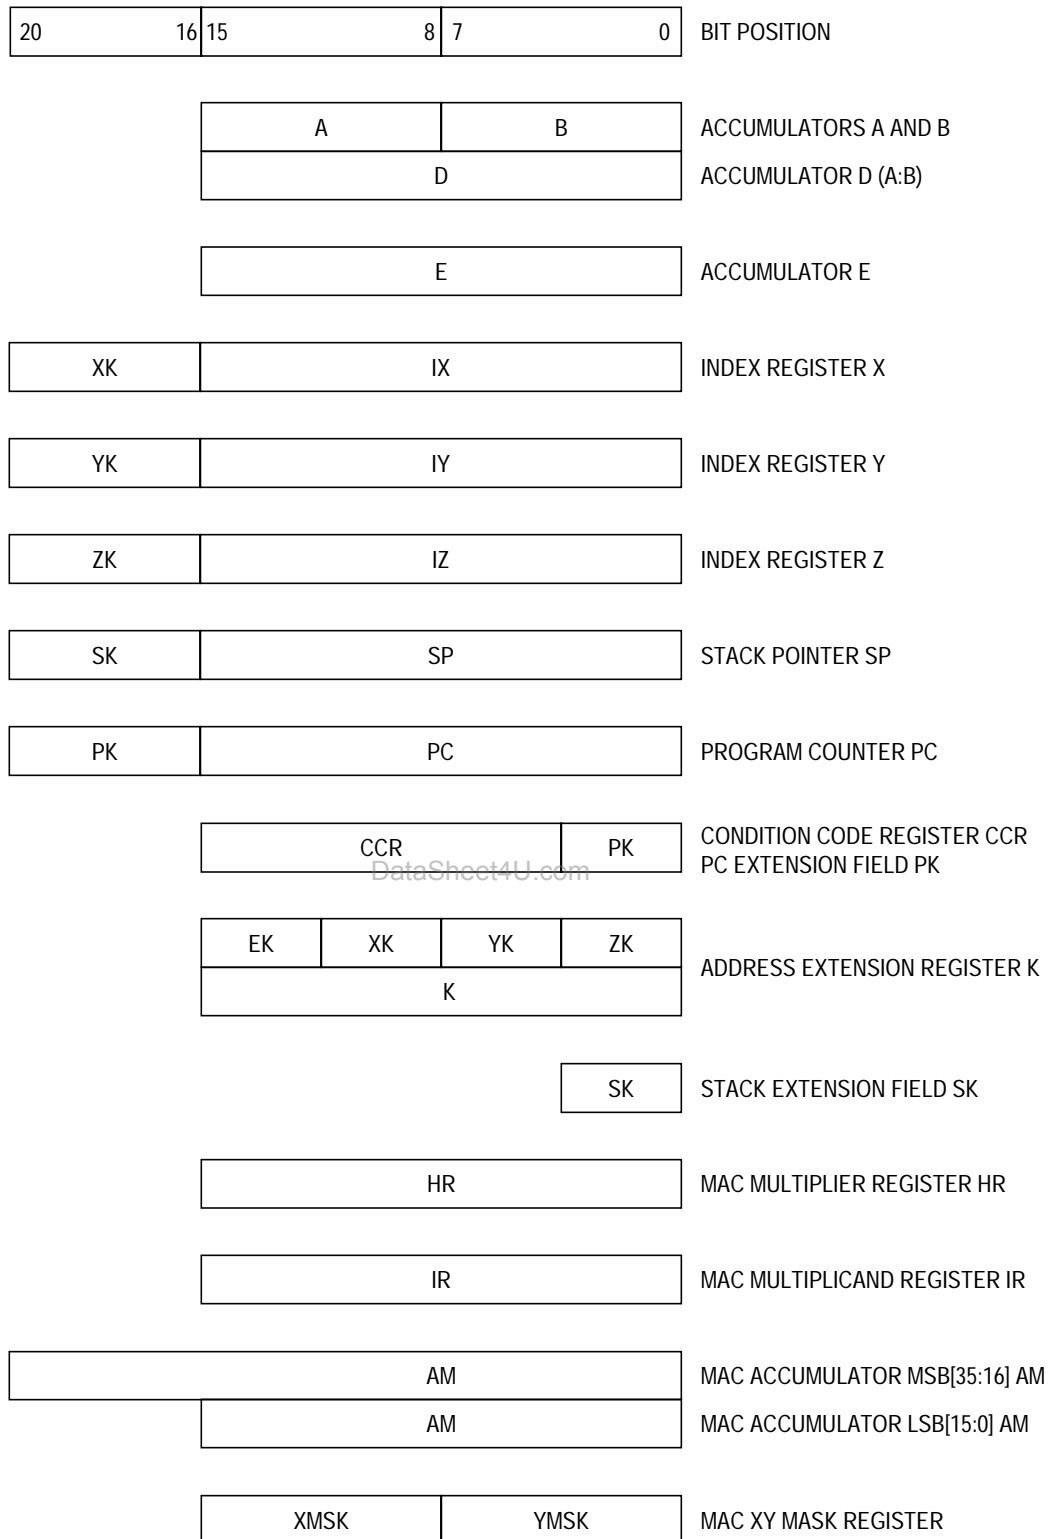 20 16 15 8 7 0 BIT POSITION
A B ACCUMULATORS A AND B
D ACCUMULATOR D (A:B)
E ACCUMULATOR E
XK IX INDEX REGISTER X
YK IY INDEX REGISTER Y
ZK IZ INDEX REGISTER Z
SK SP STACK POINTER SP
PK PC PROGRAM COUNTER PC
CCR PK CONDITION CODE REGISTER CCR
PC EXTENSION FIELD PK
DataSheet4U.com
EK XK YK ZK
ADDRESS EXTENSION REGISTER K
K
SK STACK EXTENSION FIELD SK
HR MAC MULTIPLIER REGISTER HR
IR MAC MULTIPLICAND REGISTER IR
AM MAC ACCUMULATOR MSB[35:16] AM
AM MAC ACCUMULATOR LSB[15:0] AM
XMSK YMSK MAC XY MASK REGISTER